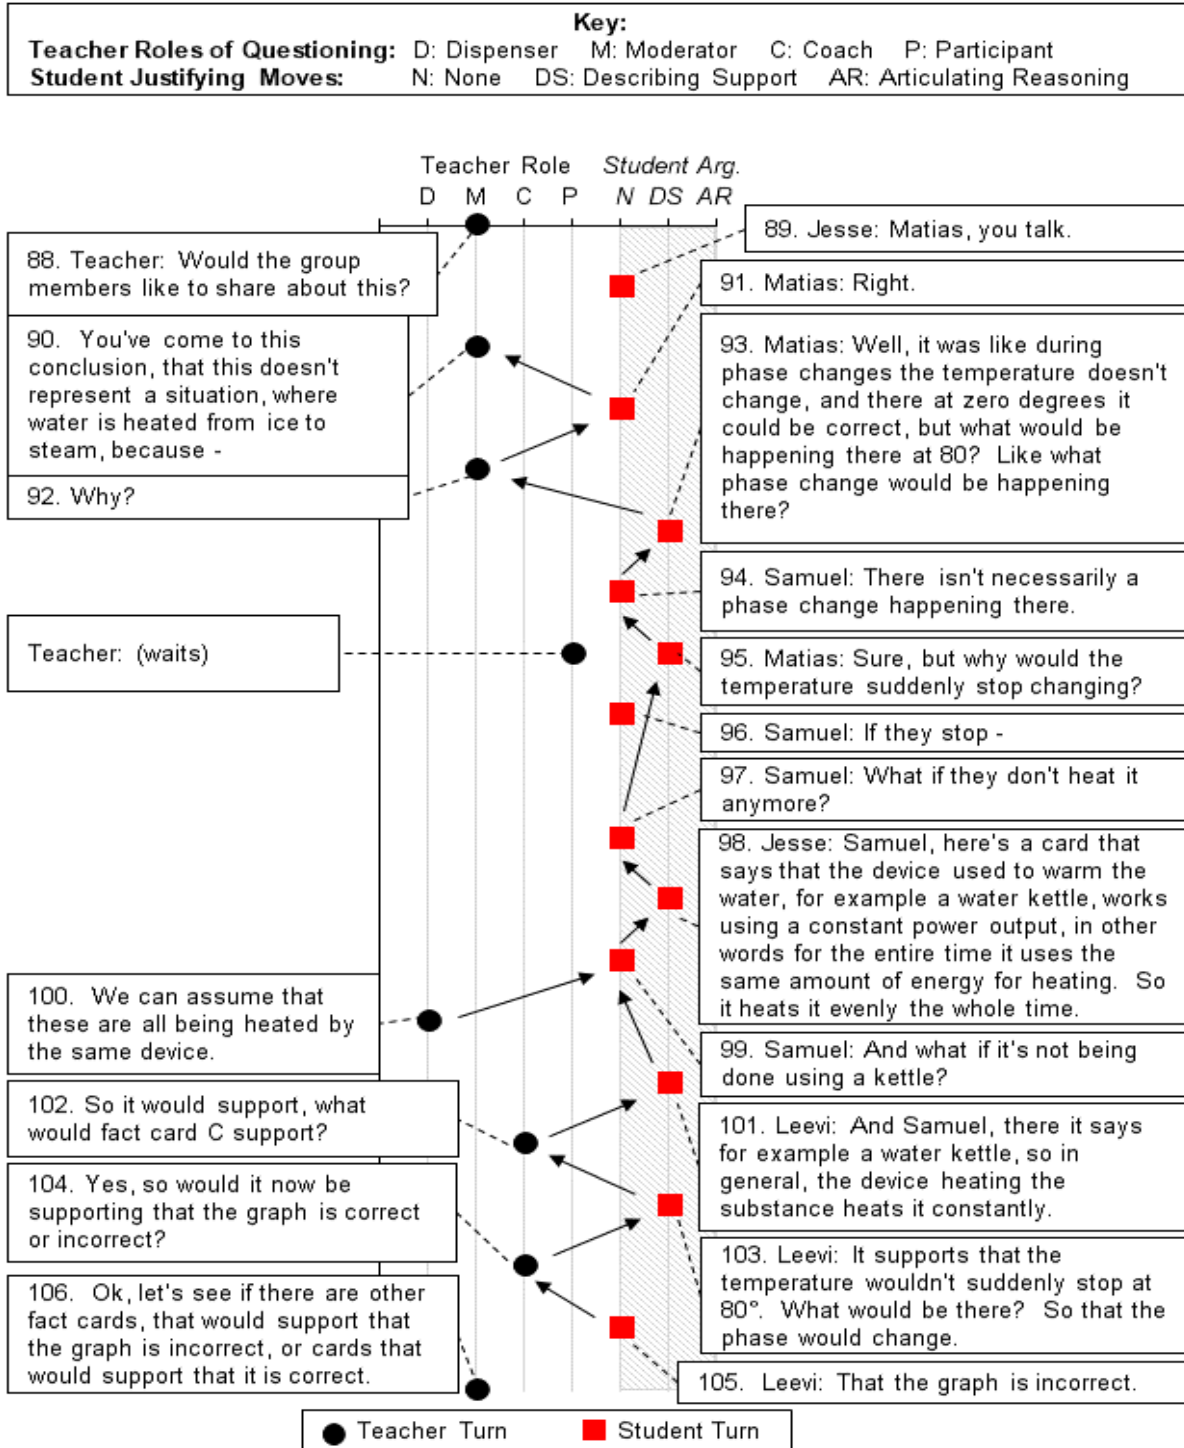 Key:
Teacher Roles of Questioning: D: Dispenser M: Moderator C: Coach P: Participant
Student Justifying Moves: N: None DS: Describing Support AR: Articulating Reasoning
Teacher Role Student Arg.
D M C P N DS AR
88. Teacher: Would the group
members like to share about this?
89. Jesse: Matias, you talk.
90. You've come to this
conclusion, that this doesn't
represent a situation, where
water is heated from ice to
steam, because -
91. Matias: Right.
92. Why?
93. Matias: Well, it was like during
phase changes the temperature doesn't
change, and there at zero degrees it
could be correct, but what would be
happening there at 80? Like what
phase change would be happening
there?
94. Samuel: There isn't necessarily a
phase change happening there.
Teacher: (waits)
95. Matias: Sure, but why would the
temperature suddenly stop changing?
96. Samuel: If they stop -
97. Samuel: What if they don't heat it
anymore?
98. Jesse: Samuel, here's a card that
says that the device used to warm the
water, for example a water kettle, works
using a constant power output, in other
words for the entire time it uses the
same amount of energy for heating. So
it heats it evenly the whole time.
99. Samuel: And what if it's not being
done using a kettle?
100. We can assume that
these are all being heated by
the same device.
101. Leevi: And Samuel, there it says
for example a water kettle, so in
general, the device heating the
substance heats it constantly.
102. So it would support, what
would fact card C support?
103. Leevi: It supports that the
temperature wouldn't suddenly stop at
80°. What would be there? So that the
phase would change.
104. Yes, so would it now be
supporting that the graph is correct
or incorrect?
105. Leevi: That the graph is incorrect.
106. Ok, let's see if there are other
fact cards, that would support that
the graph is incorrect, or cards that
would support that it is correct.
Teacher Turn Student Turn